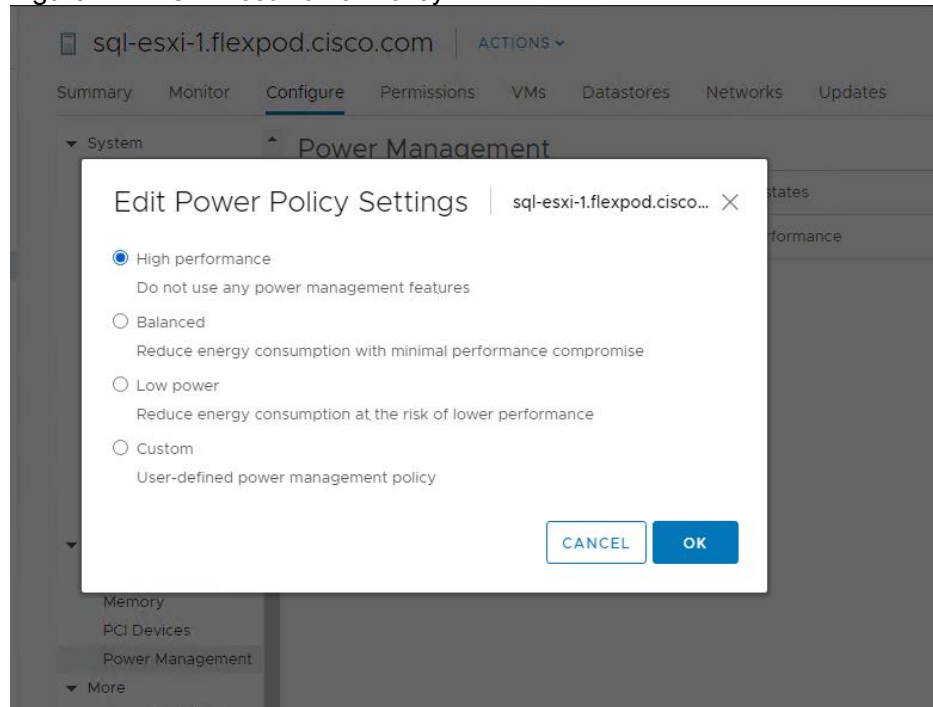 sql-esxi-1.flexpod.cisco.com
ACTIONS
Summary Monitor Configure Permissions VMs Datastores Networks Updates
System
Power Management
states
formance
Edit Power Policy Settings sql-esxi-1.flexpod.cisco...
High performance
Do not use any power management features
Balanced
Reduce energy consumption with minimal performance compromise
Low power
Reduce energy consumption at the risk of lower performance
Custom
User-defined power management policy
CANCEL OK
Memory
PCI Devices
Power Management
More